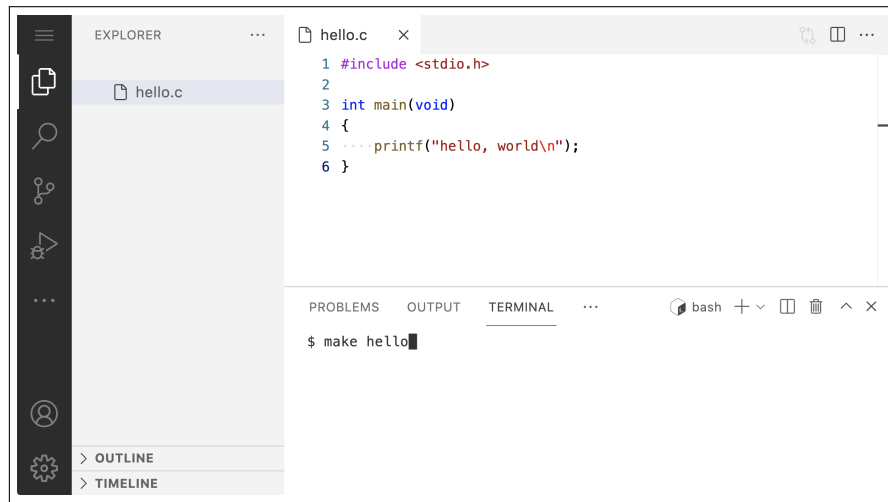 EXPLORER
hello.c
OUTLINE
TIMELINE
hello.c
1 #include <stdio.h>
2
3 int main(void)
4 {
5 ····printf("hello, world\n");
6 }
PROBLEMS OUTPUT TERMINAL ··· bash
$ make hello